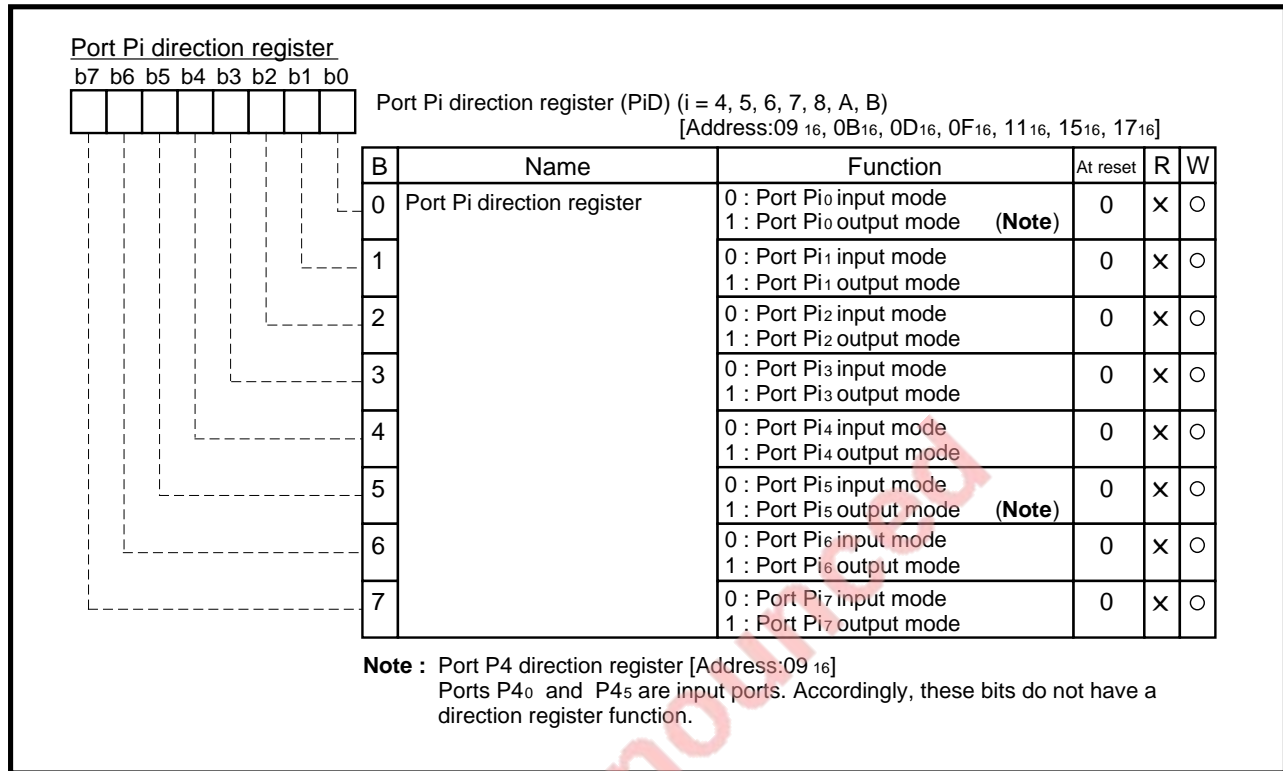 Port Pi direction register
b7 b6 b5 b4 b3 b2 b1 b0
Port Pi direction register (PiD) (i = 4, 5, 6, 7, 8, A, B)
[Address:09 16, 0B16, 0D16, 0F16, 1116, 1516, 1716]
B Name Function At reset R W
0 Port Pi direction register 0 : Port Pi0 input mode 0 × ○
1 : Port Pi0 output mode (Note)
1 0 : Port Pi1 input mode 0 × ○
1 : Port Pi1 output mode
2 0 : Port Pi2 input mode 0 × ○
1 : Port Pi2 output mode
3 0 : Port Pi3 input mode 0 × ○
1 : Port Pi3 output mode
4 0 : Port Pi4 input mode 0 × ○
1 : Port Pi4 output mode
5 0 : Port Pi5 input mode 0 × ○
1 : Port Pi5 output mode (Note)
6 0 : Port Pi6 input mode 0 × ○
1 : Port Pi6 output mode
7 0 : Port Pi7 input mode 0 × ○
1 : Port Pi7 output mode
Note : Port P4 direction register [Address:09 16]
Ports P40 and P45 are input ports. Accordingly, these bits do not have a
direction register function.
nounced